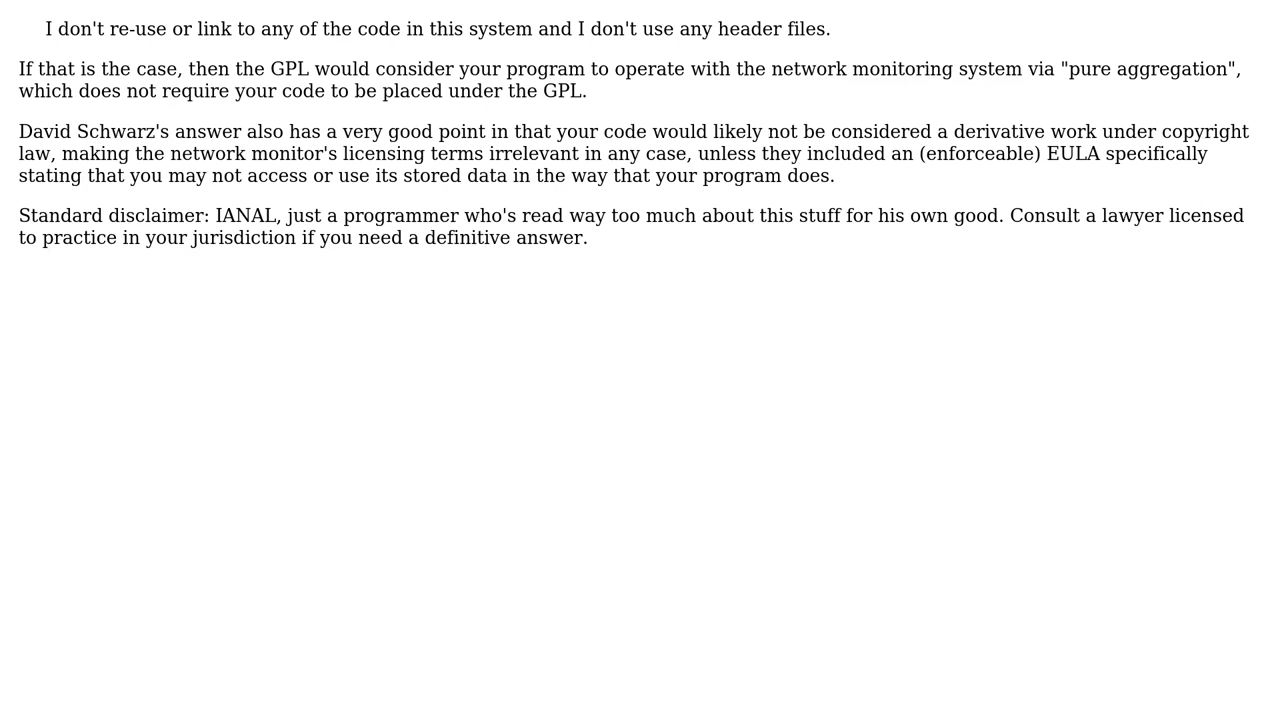 I don't re-use or link to any of the code in this system and I don't use any header files.
If that is the case, then the GPL would consider your program to operate with the network monitoring system via "pure aggregation",
which does not require your code to be placed under the GPL.
David Schwarz's answer also has a very good point in that your code would likely not be considered a derivative work under copyright
law, making the network monitor's licensing terms irrelevant in any case, unless they included an (enforceable) EULA specifically
stating that you may not access or use its stored data in the way that your program does.
Standard disclaimer: IANAL, just a programmer who's read way too much about this stuff for his own good. Consult a lawyer licensed
to practice in your jurisdiction if you need a definitive answer.